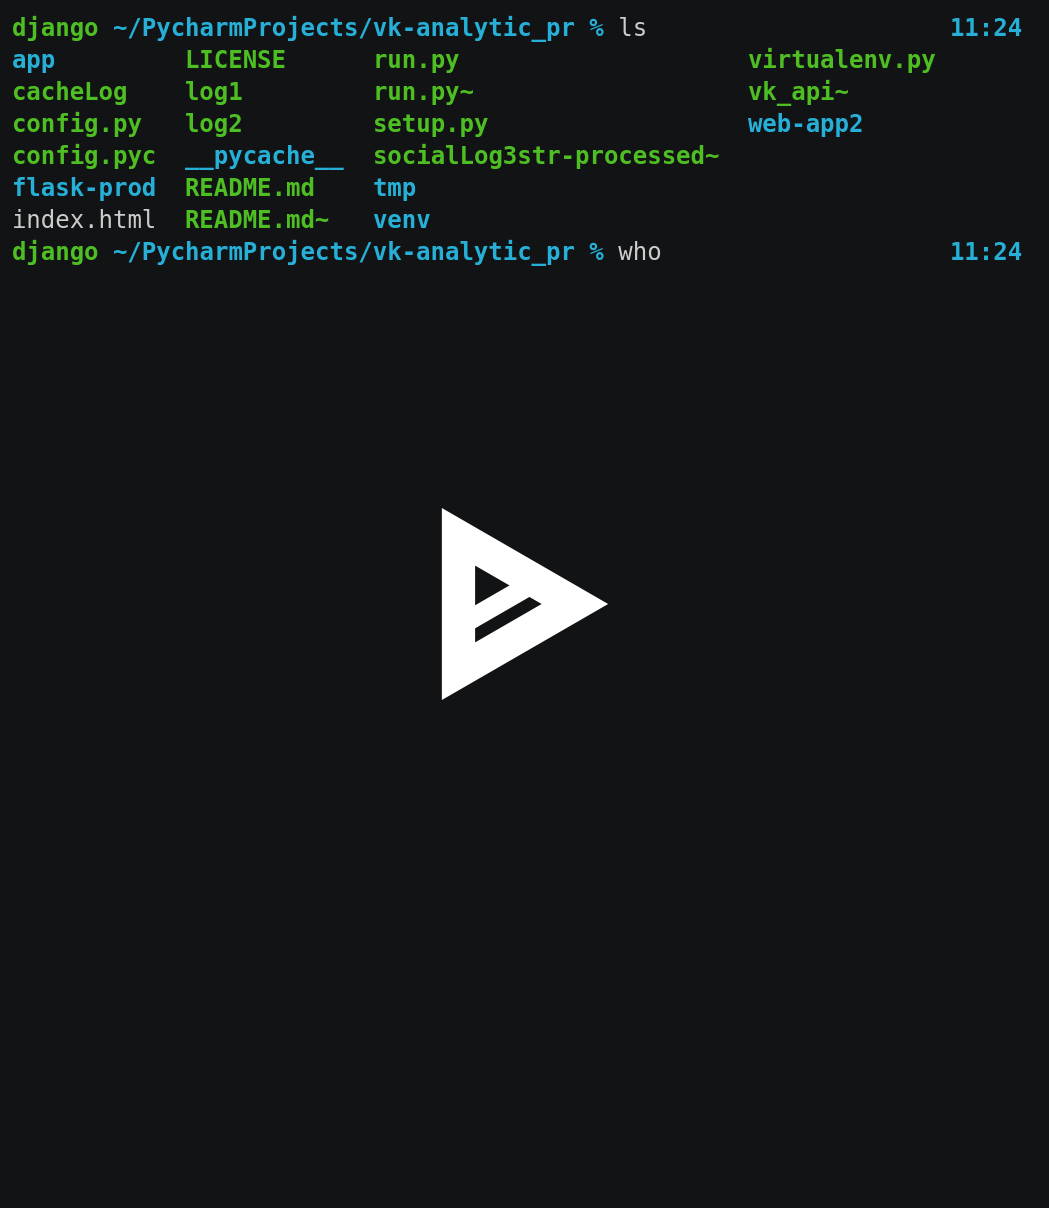 django ~/PycharmProjects/vk-analytic_pr % ls 11:24
app LICENSE run.py virtualenv.py
cacheLog log1 run.py~ vk_api~
config.py log2 setup.py web-app2
config.pyc __pycache__ socialLog3str-processed~
flask-prod README.md tmp
index.html README.md~ venv
django ~/PycharmProjects/vk-analytic_pr % who 11:24